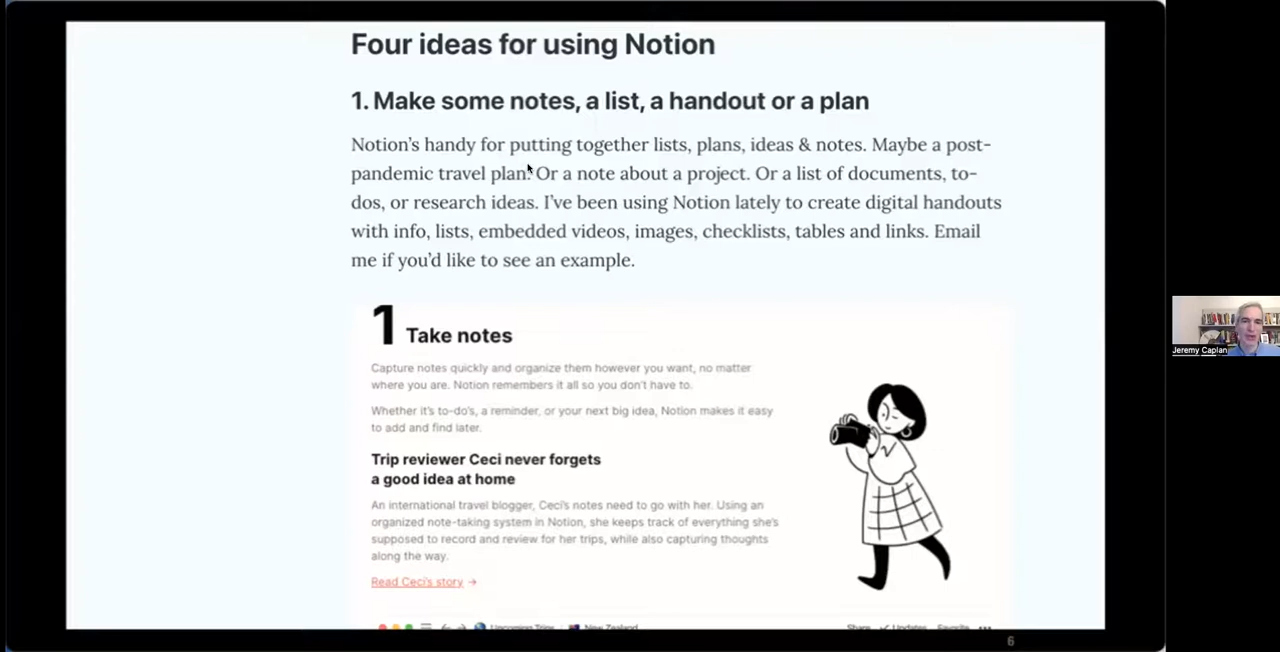 Four ideas for using Notion
1. Make some notes, a list, a handout or a plan
Notion’s handy for putting together lists, plans, ideas & notes. Maybe a post-
pandemic travel plan? Or a note about a project. Or a list of documents, to-
dos, or research ideas. I’ve been using Notion lately to create digital handouts
with info, lists, embedded videos, images, checklists, tables and links. Email
me if you’d like to see an example.
1 Take notes
Capture notes quickly and organize them however you want, no matter
where you are. Notion remembers it all so you don't have to.
Whether it's to-do's, a reminder, or your next big idea, Notion makes it easy
to add and find later.
Trip reviewer Ceci never forgets
a good idea at home
An international travel blogger, Ceci's notes need to go with her. Using an
organized note-taking system in Notion, she keeps track of everything she's
supposed to record and review for her trips, while also capturing thoughts
along the way.
Read Ceci's story →
Upcoming Trips / New Zealand Share ✓ Updates Favorite •••
6
Jeremy Caplan